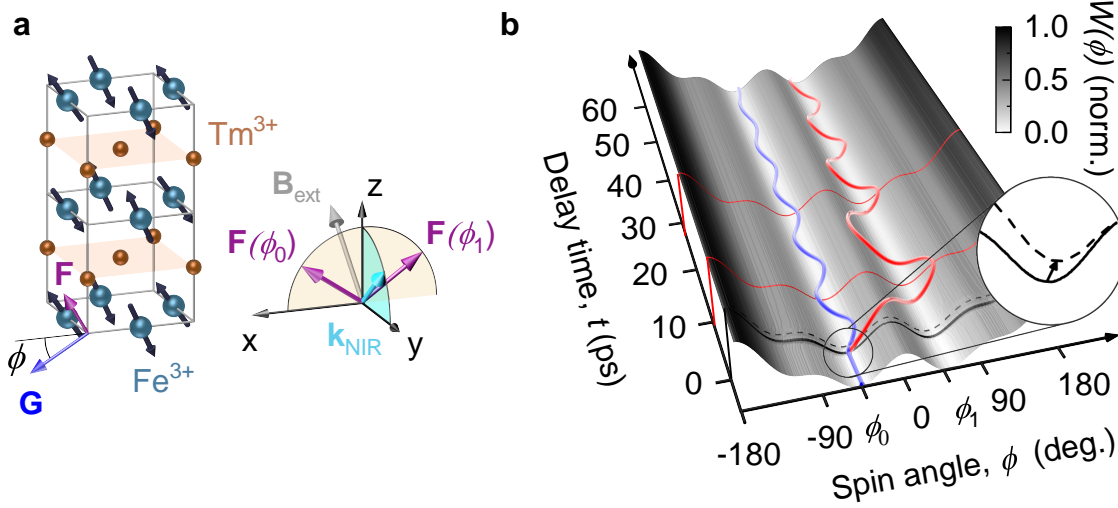 a
Tm³⁺
F
ϕ
G
Fe³⁺
B_ext
z
F(ϕ₀)
F(ϕ₁)
x
k_NIR
y
b
1.0
0.5
0.0
W(ϕ) (norm.)
60
50
40
30
20
10
0
Delay time, t (ps)
-180
-90
ϕ₀
0
ϕ₁
90
180
Spin angle, ϕ (deg.)